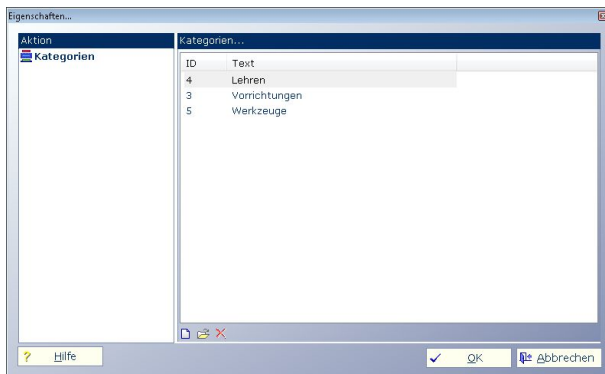 Eigenschaften...
Aktion
Kategorien
Kategorien...
ID Text
4 Lehren
3 Vorrichtungen
5 Werkzeuge
? Hilfe
OK
Abbrechen